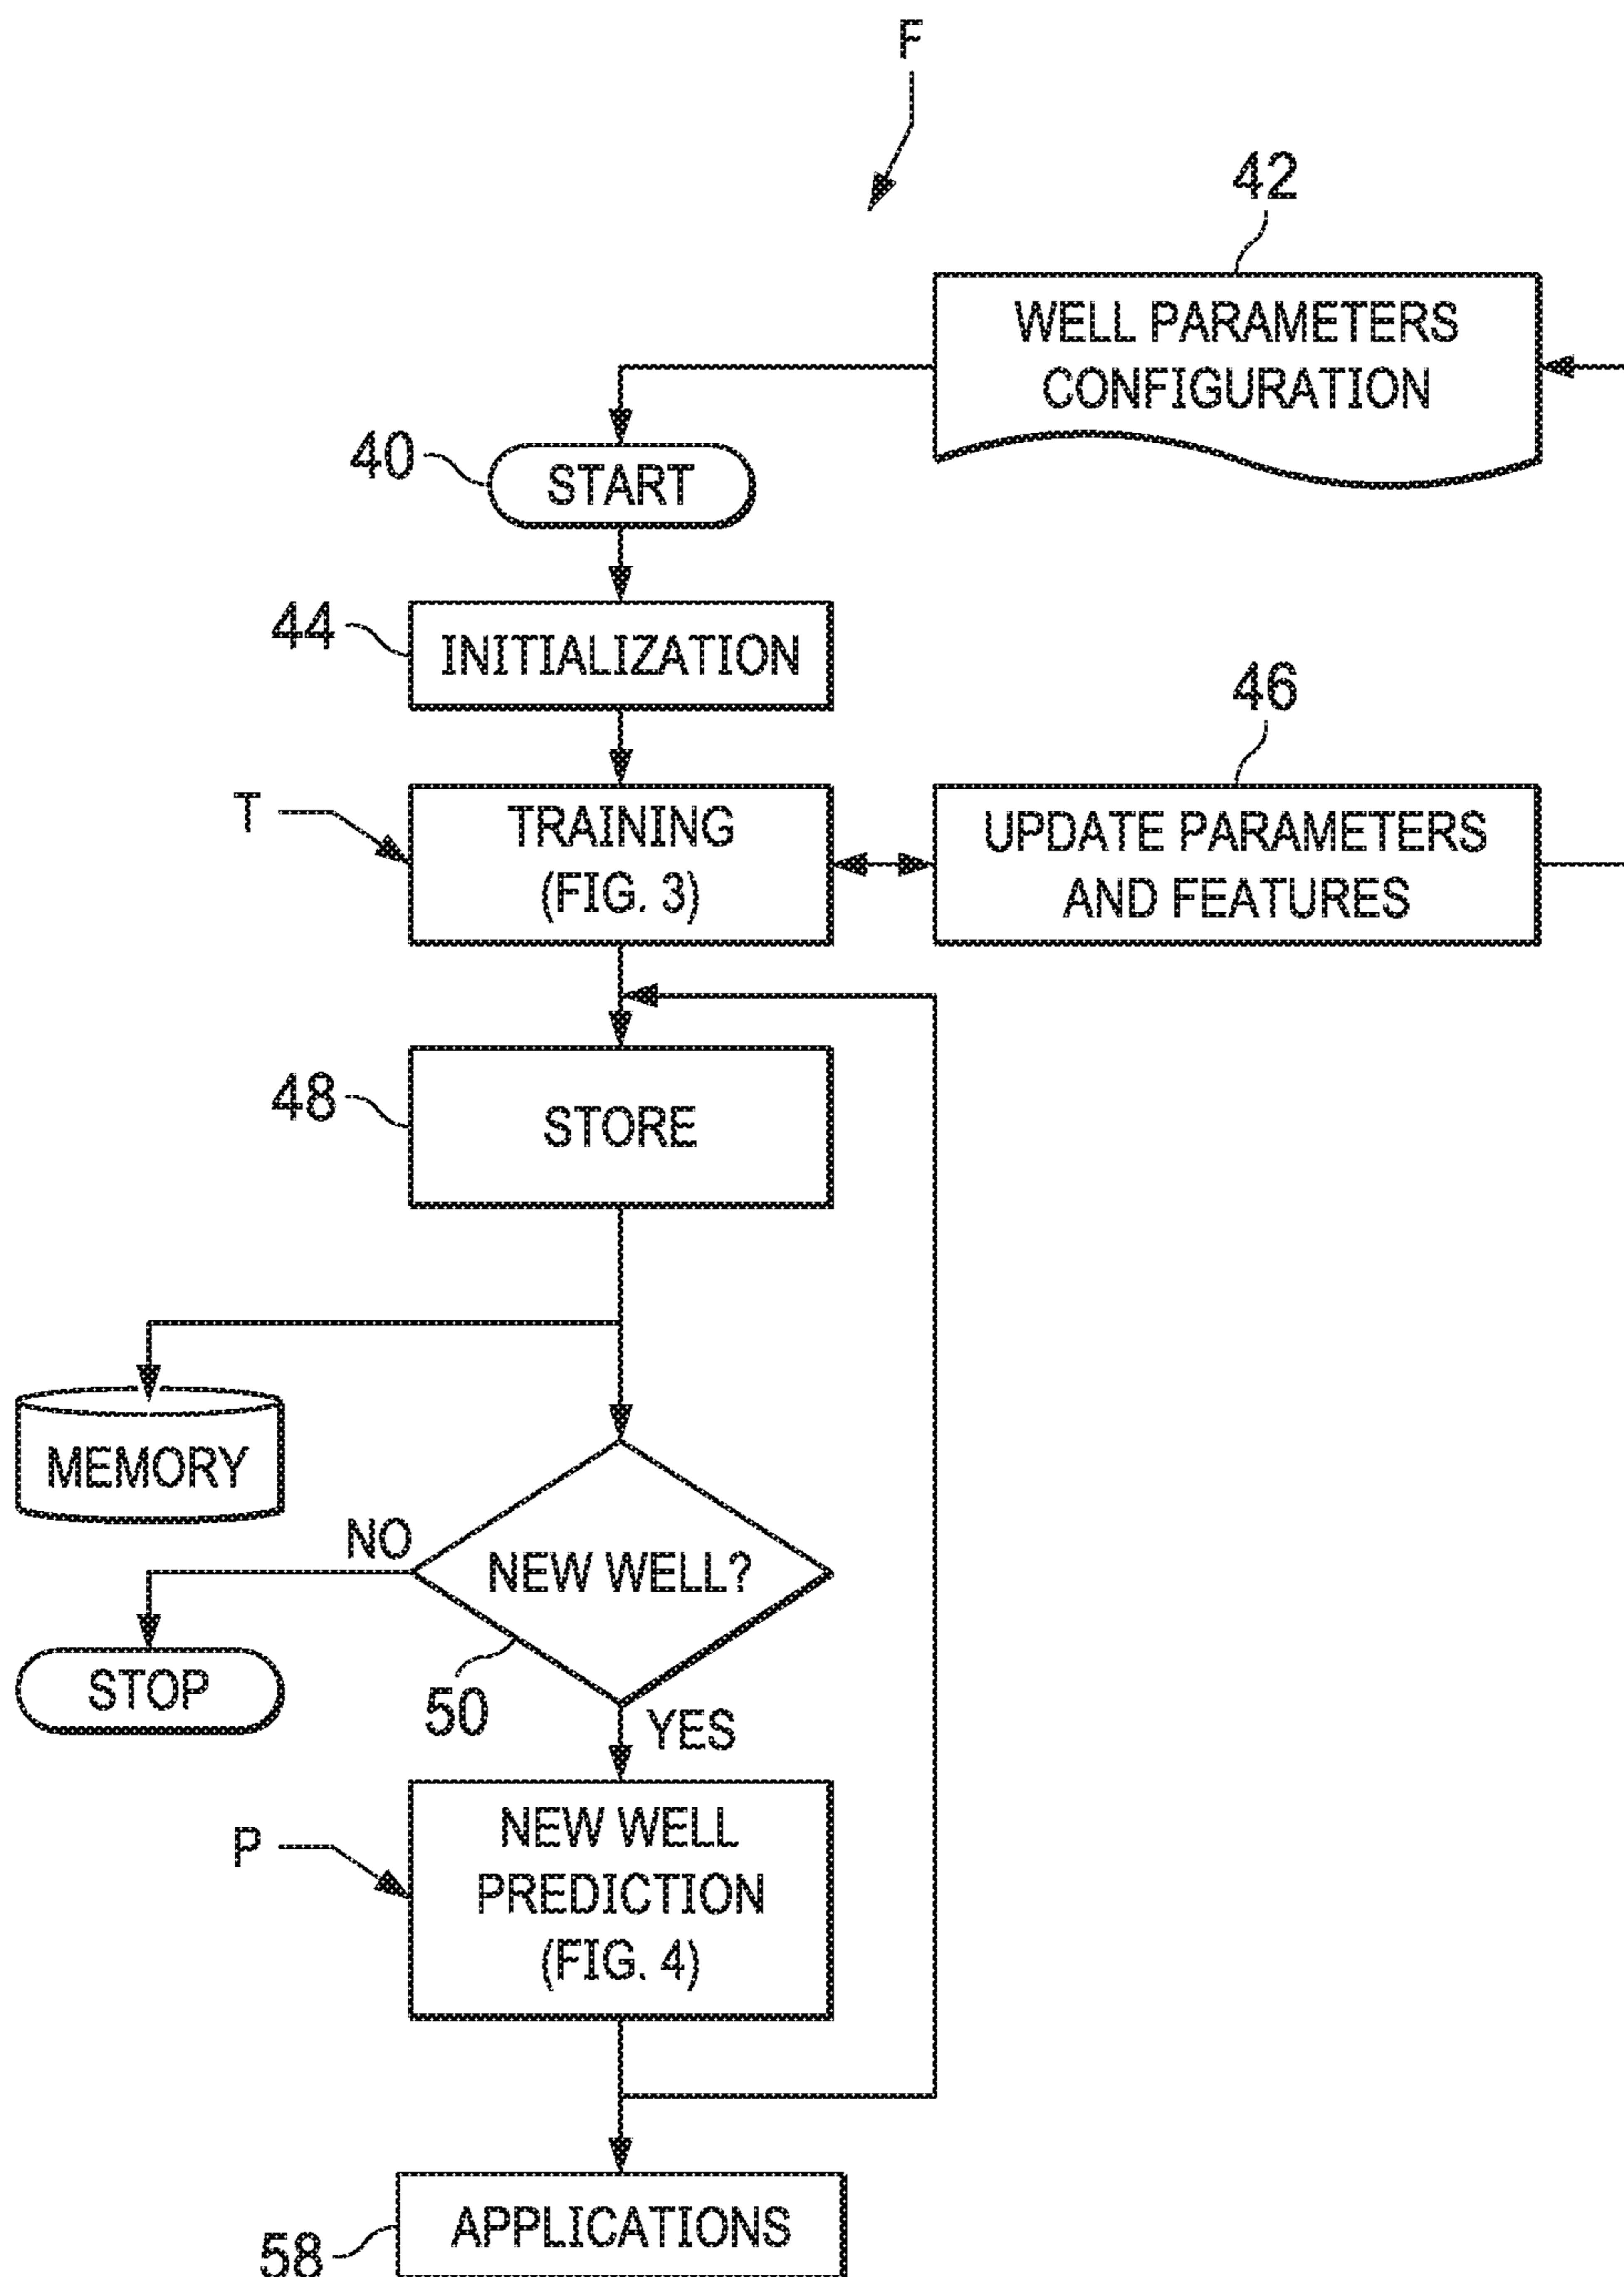 F
42
WELL PARAMETERS
CONFIGURATION
40
START
44
INITIALIZATION
46
T
TRAINING
(FIG. 3)
UPDATE PARAMETERS
AND FEATURES
48
STORE
MEMORY
NO
NEW WELL?
STOP
50
YES
P
NEW WELL
PREDICTION
(FIG. 4)
APPLICATIONS
58